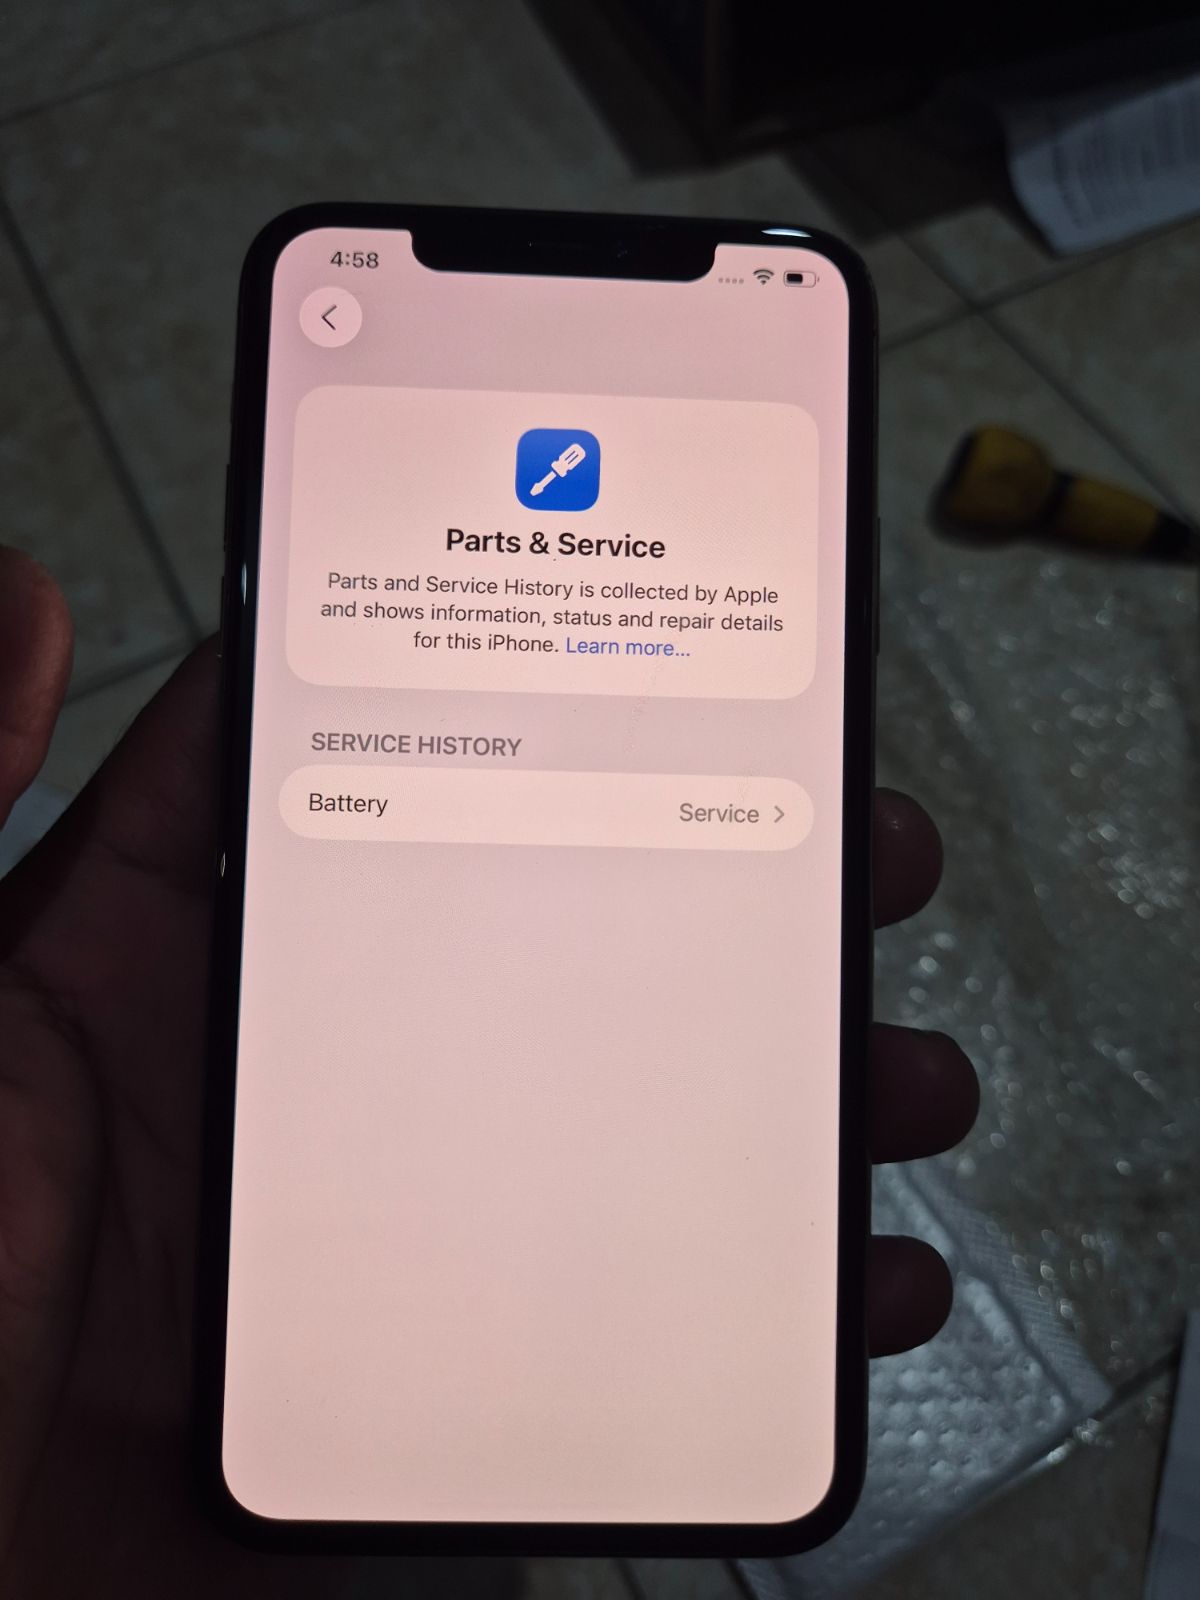 4:58
Parts & Service
Parts and Service History is collected by Apple
and shows information, status and repair details
for this iPhone. Learn more...
SERVICE HISTORY
Battery Service